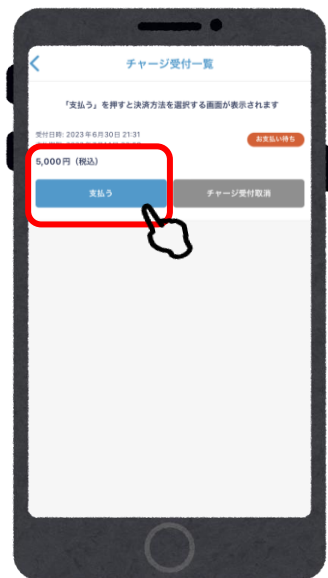 チャージ受付一覧
「支払う」を押すと決済方法を選択する画面が表示されます
受付日時: 2023年6月30日 21:31
お支払い待ち
5,000円（税込）
支払う
チャージ受付取消